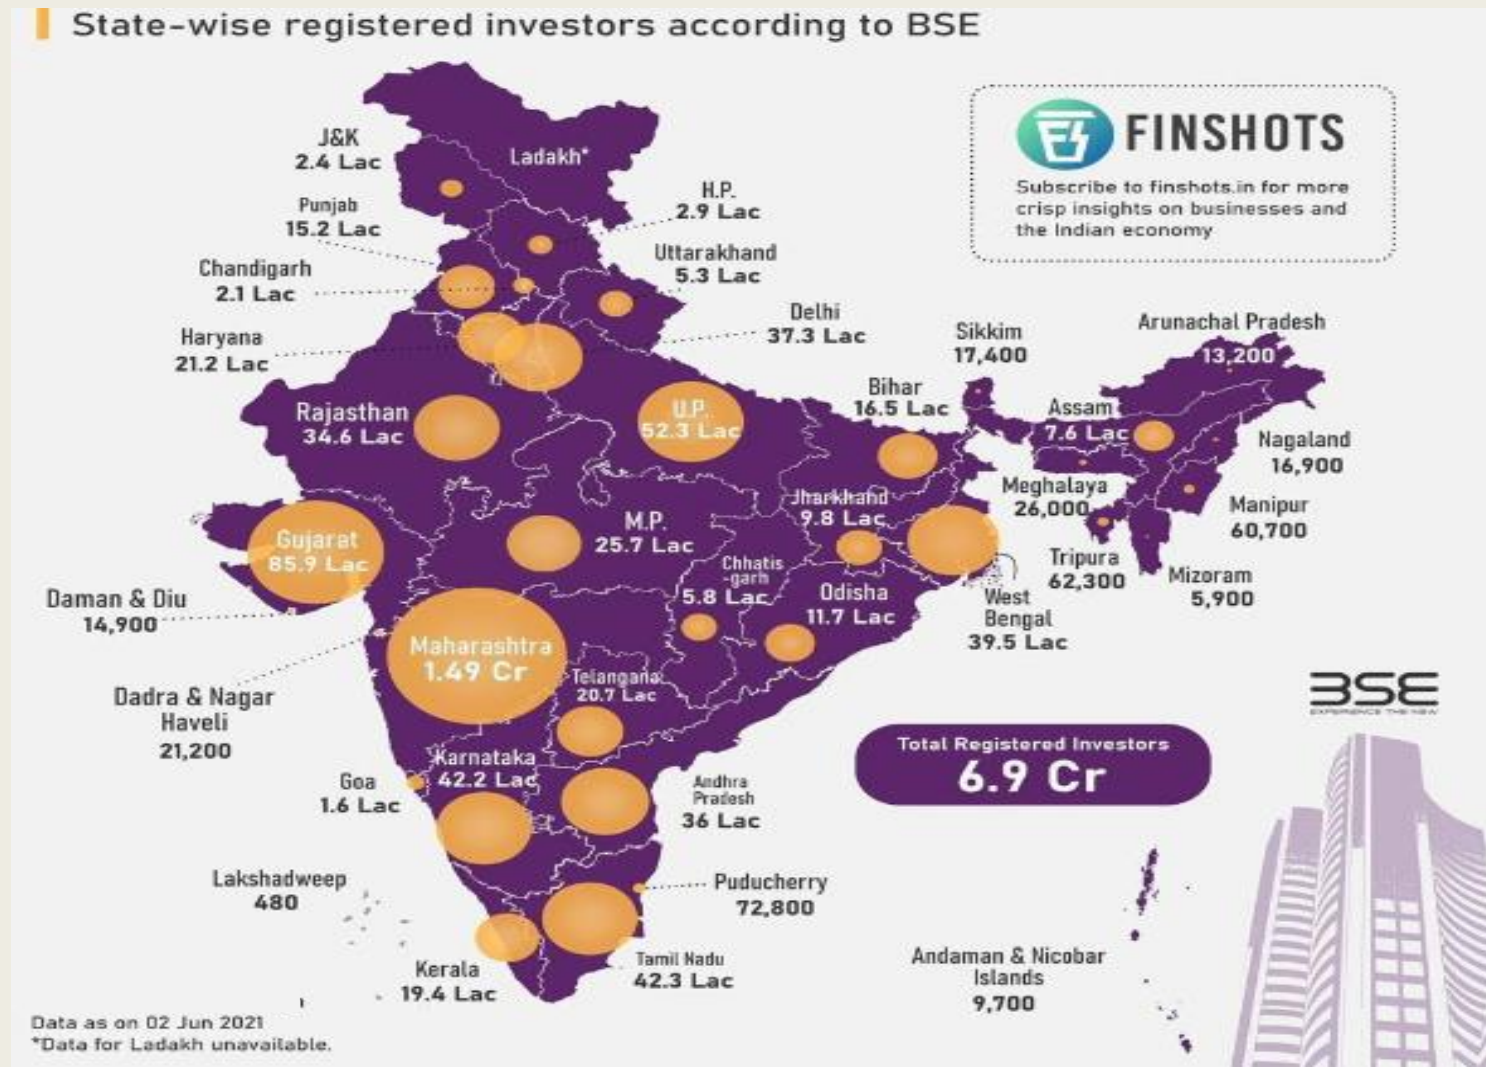 State-wise registered investors according to BSE
FINSHOTS
Subscribe to finshots.in for more
crisp insights on businesses and
the Indian economy
J&K
2.4 Lac
Ladakh*
Punjab
15.2 Lac
H.P.
2.9 Lac
Chandigarh
2.1 Lac
Uttarakhand
5.3 Lac
Haryana
21.2 Lac
Delhi
37.3 Lac
Sikkim
17,400
Arunachal Pradesh
13,200
Rajasthan
34.6 Lac
U.P.
52.3 Lac
Bihar
16.5 Lac
Assam
7.6 Lac
Nagaland
16,900
Meghalaya
26,000
Manipur
60,700
Gujarat
85.9 Lac
M.P.
25.7 Lac
Jharkhand
9.8 Lac
Tripura
62,300
Mizoram
5,900
Daman & Diu
14,900
Chhatis
-garh
5.8 Lac
Odisha
11.7 Lac
West
Bengal
39.5 Lac
Maharashtra
1.49 Cr
Dadra & Nagar
Haveli
21,200
Telangana
20.7 Lac
BSE
EXPERIENCE THE NEW
Total Registered Investors
6.9 Cr
Karnataka
42.2 Lac
Goa
1.6 Lac
Andhra
Pradesh
36 Lac
Lakshadweep
480
Puducherry
72,800
Kerala
19.4 Lac
Tamil Nadu
42.3 Lac
Andaman & Nicobar
Islands
9,700
Data as on 02 Jun 2021
*Data for Ladakh unavailable.